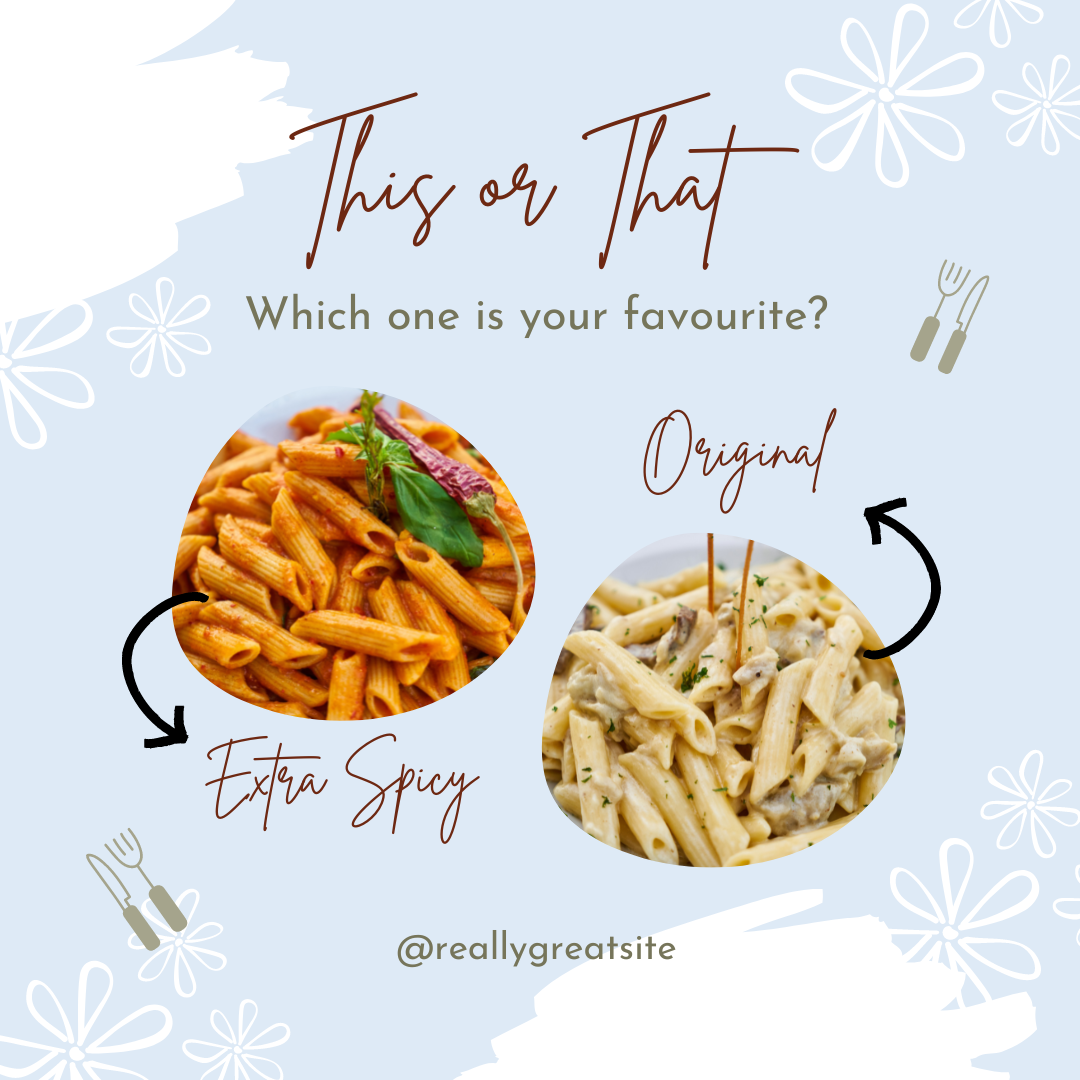 This or That
Which one is your favourite?
Original
Extra Spicy
@reallygreatsite